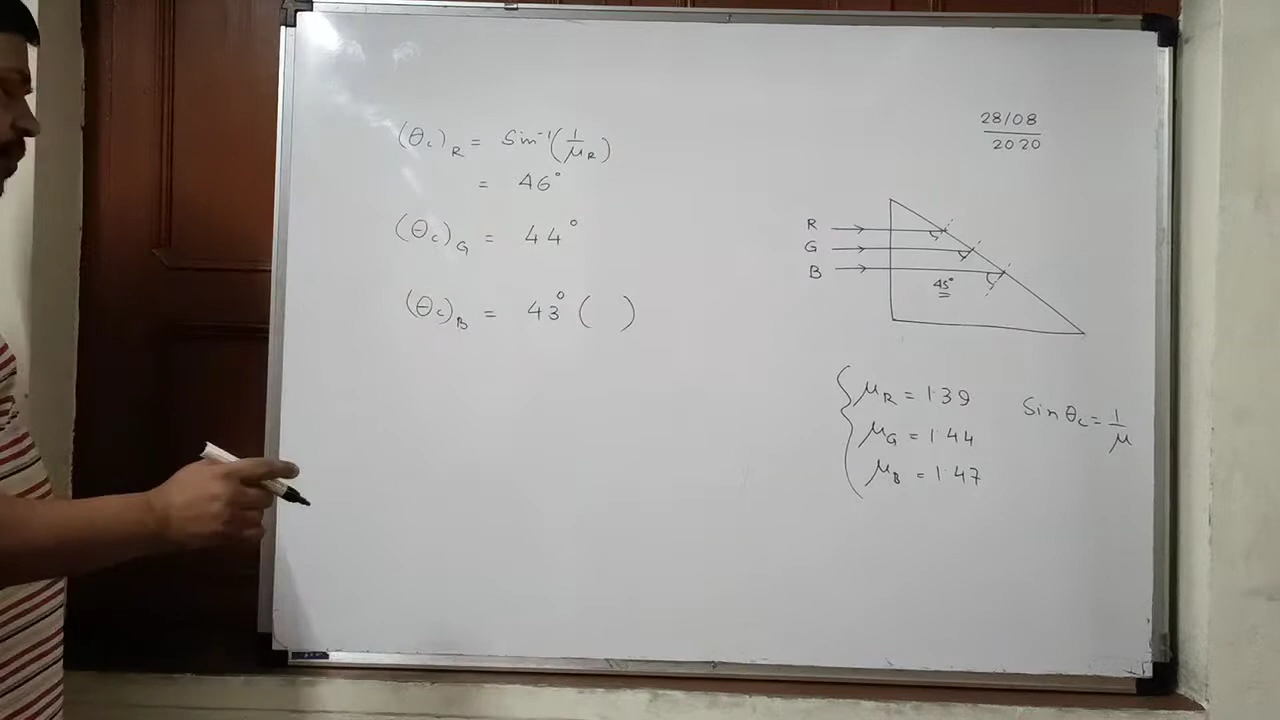 (θc)R = Sin⁻¹(1/μR)
= 46°
(θc)G = 44°
(θc)B = 43° ( )
28/08
2020
R
G
B
45°
μR = 1.39
μG = 1.44
μB = 1.47
Sin θc = 1/μ